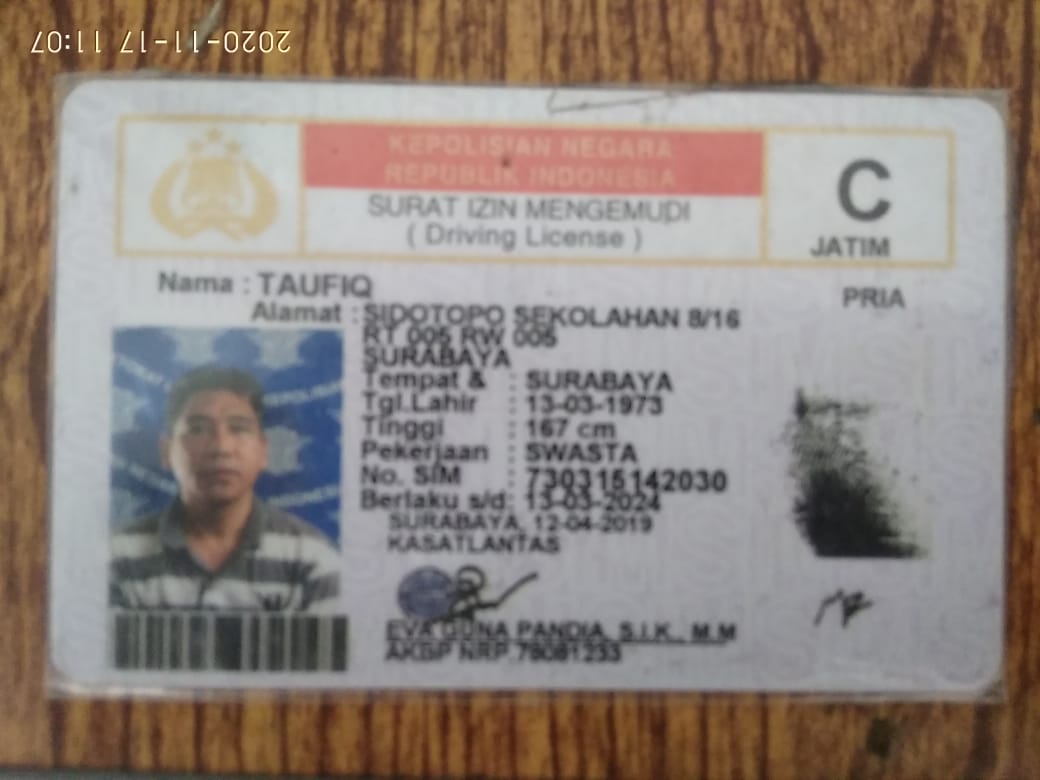 2020-11-17 11:07
KEPOLISIAN NEGARA
REPUBLIK INDONESIA
SURAT IZIN MENGEMUDI
( Driving License )
C
JATIM
Nama : TAUFIQ
PRIA
Alamat : SIDOTOPO SEKOLAHAN 8/16
RT 005 RW 005
SURABAYA
Tempat & : SURABAYA
Tgl.Lahir : 13-03-1973
Tinggi : 167 cm
Pekerjaan : SWASTA
No. SIM : 730315142030
Berlaku s/d: 13-03-2024
SURABAYA, 12-04-2019
KASATLANTAS
EVA GUNA PANDIA, S.I.K., M.M
AKBP NRP.78081233